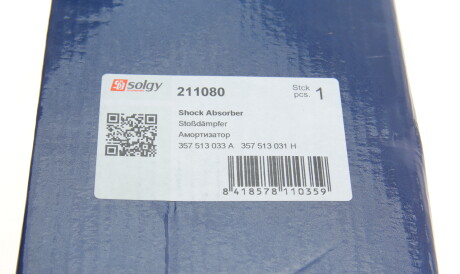 solgy
211080 Stck pcs. 1
Shock Absorber
Stoßdämpfer
Амортизатор
357 513 033 A 357 513 031 H
8 418578 110359